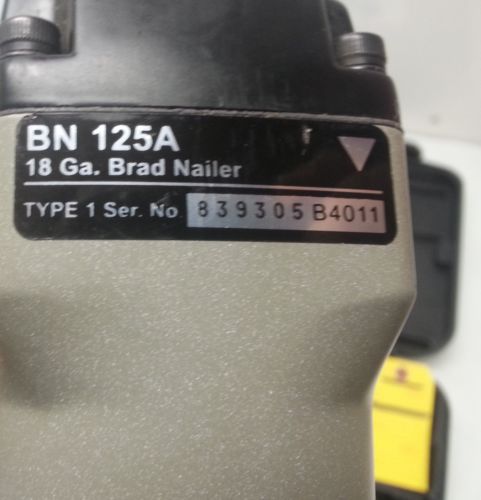 BN 125A
18 Ga. Brad Nailer
TYPE 1 Ser. No. 839305B4011